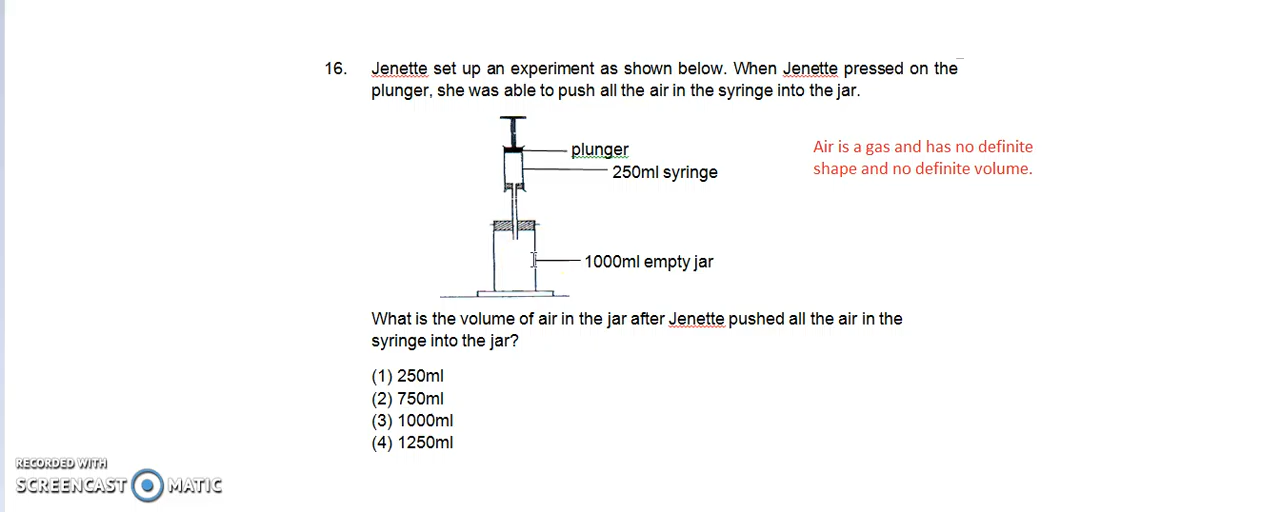 16. Jenette set up an experiment as shown below. When Jenette pressed on the
plunger, she was able to push all the air in the syringe into the jar.
plunger
250ml syringe
Air is a gas and has no definite
shape and no definite volume.
1000ml empty jar
What is the volume of air in the jar after Jenette pushed all the air in the
syringe into the jar?
(1) 250ml
(2) 750ml
(3) 1000ml
(4) 1250ml
RECORDED WITH
SCREENCAST MATIC